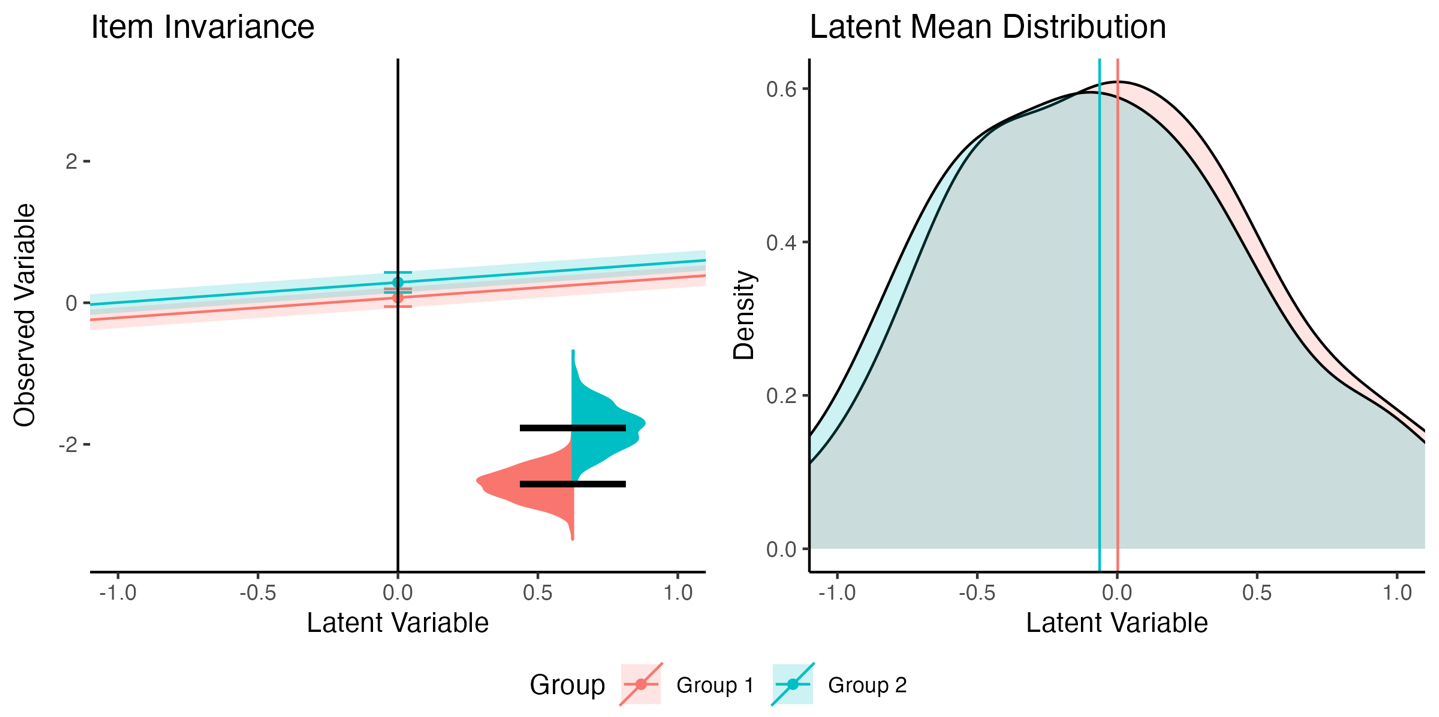 Item Invariance
Observed Variable
2
0
-2
-1.0 -0.5 0.0 0.5 1.0
Latent Variable
Latent Mean Distribution
Density
0.6
0.4
0.2
0.0
-1.0 -0.5 0.0 0.5 1.0
Latent Variable
Group Group 1 Group 2